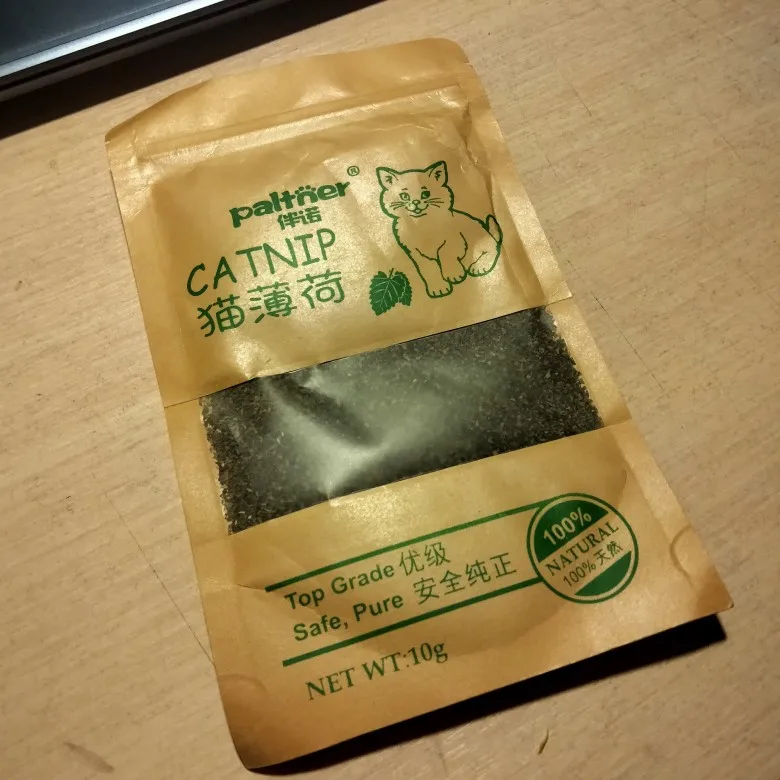 paltner®
伴诺
CATNIP
猫薄荷
Top Grade 优级
Safe, Pure 安全纯正
100%
NATURAL
100%天然
NET WT:10g